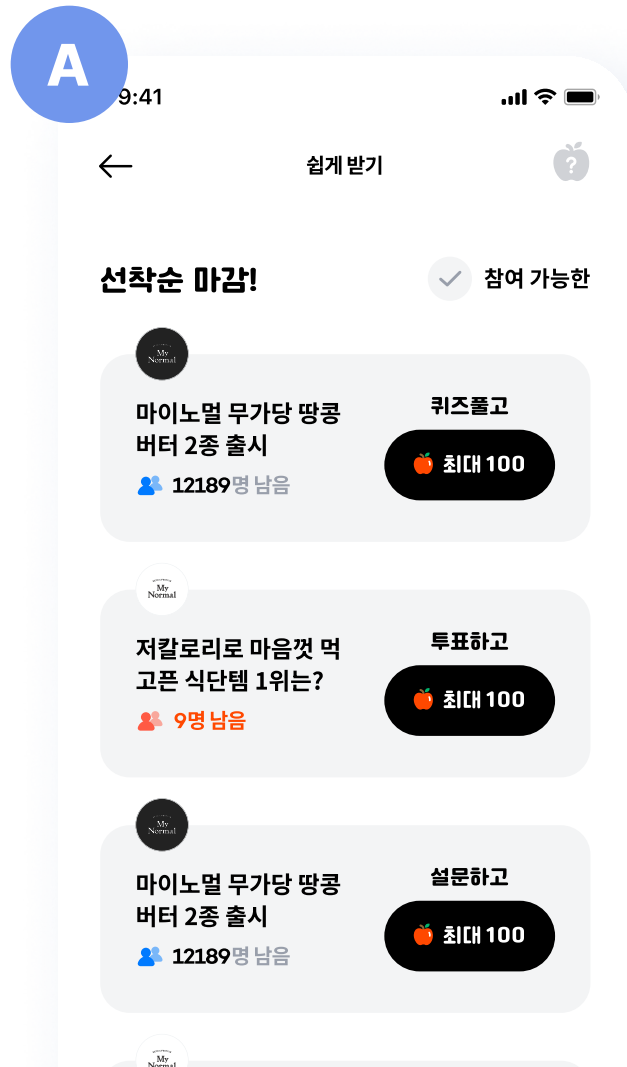 A
9:41
쉽게 받기
?
선착순 마감!
참여 가능한
My
Normal
마이노멀 무가당 땅콩
버터 2종 출시
12189명 남음
퀴즈풀고
최대 100
My
Normal
저칼로리로 마음껏 먹
고픈 식단템 1위는?
9명 남음
투표하고
최대 100
My
Normal
마이노멀 무가당 땅콩
버터 2종 출시
12189명 남음
설문하고
최대 100
My
Normal